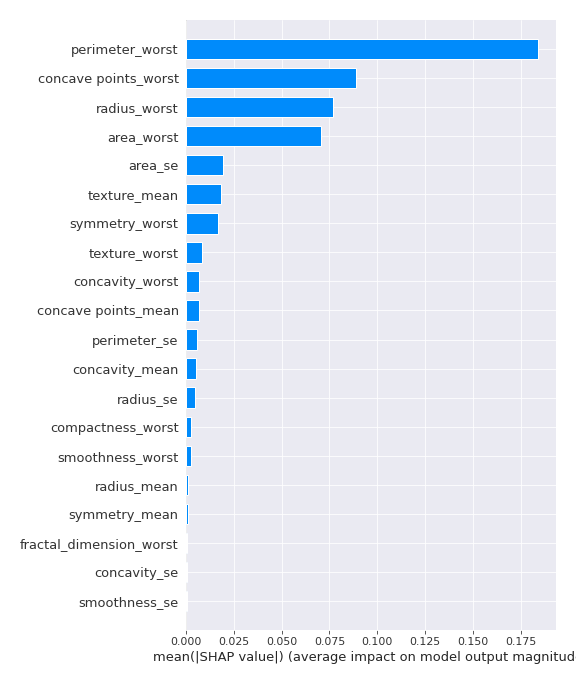 perimeter_worst
concave points_worst
radius_worst
area_worst
area_se
texture_mean
symmetry_worst
texture_worst
concavity_worst
concave points_mean
perimeter_se
concavity_mean
radius_se
compactness_worst
smoothness_worst
radius_mean
symmetry_mean
fractal_dimension_worst
concavity_se
smoothness_se
0.000 0.025 0.050 0.075 0.100 0.125 0.150 0.175
mean(|SHAP value|) (average impact on model output magnitud